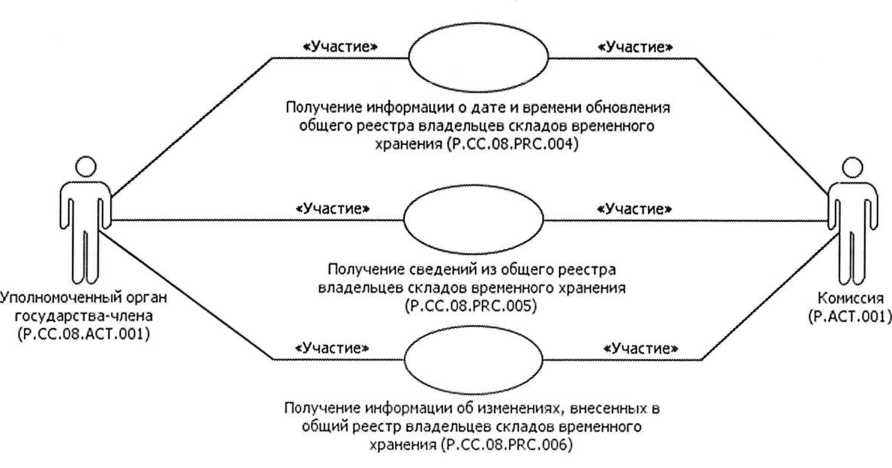 «Участие» «Участие»
Получение информации о дате и времени обновления
общего реестра владельцев складов временного
хранения (P.CC.08.PRC.004)
«Участие» «Участие»
Получение сведений из общего реестра
владельцев складов временного хранения
(P.CC.08.PRC.005)
Уполномоченный орган
государства-члена
(P.CC.08.ACT.001)
Комиссия
(P.ACT.001)
«Участие» «Участие»
Получение информации об изменениях, внесенных в
общий реестр владельцев складов временного
хранения (P.CC.08.PRC.006)